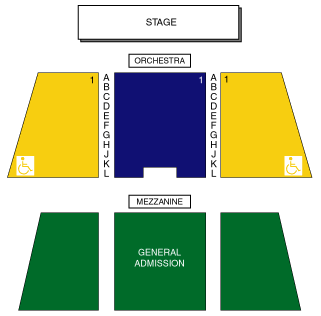 STAGE
ORCHESTRA
1
1
1
A
B
C
D
E
F
G
H
J
K
L
A
B
C
D
E
F
G
H
J
K
L
MEZZANINE
GENERAL
ADMISSION